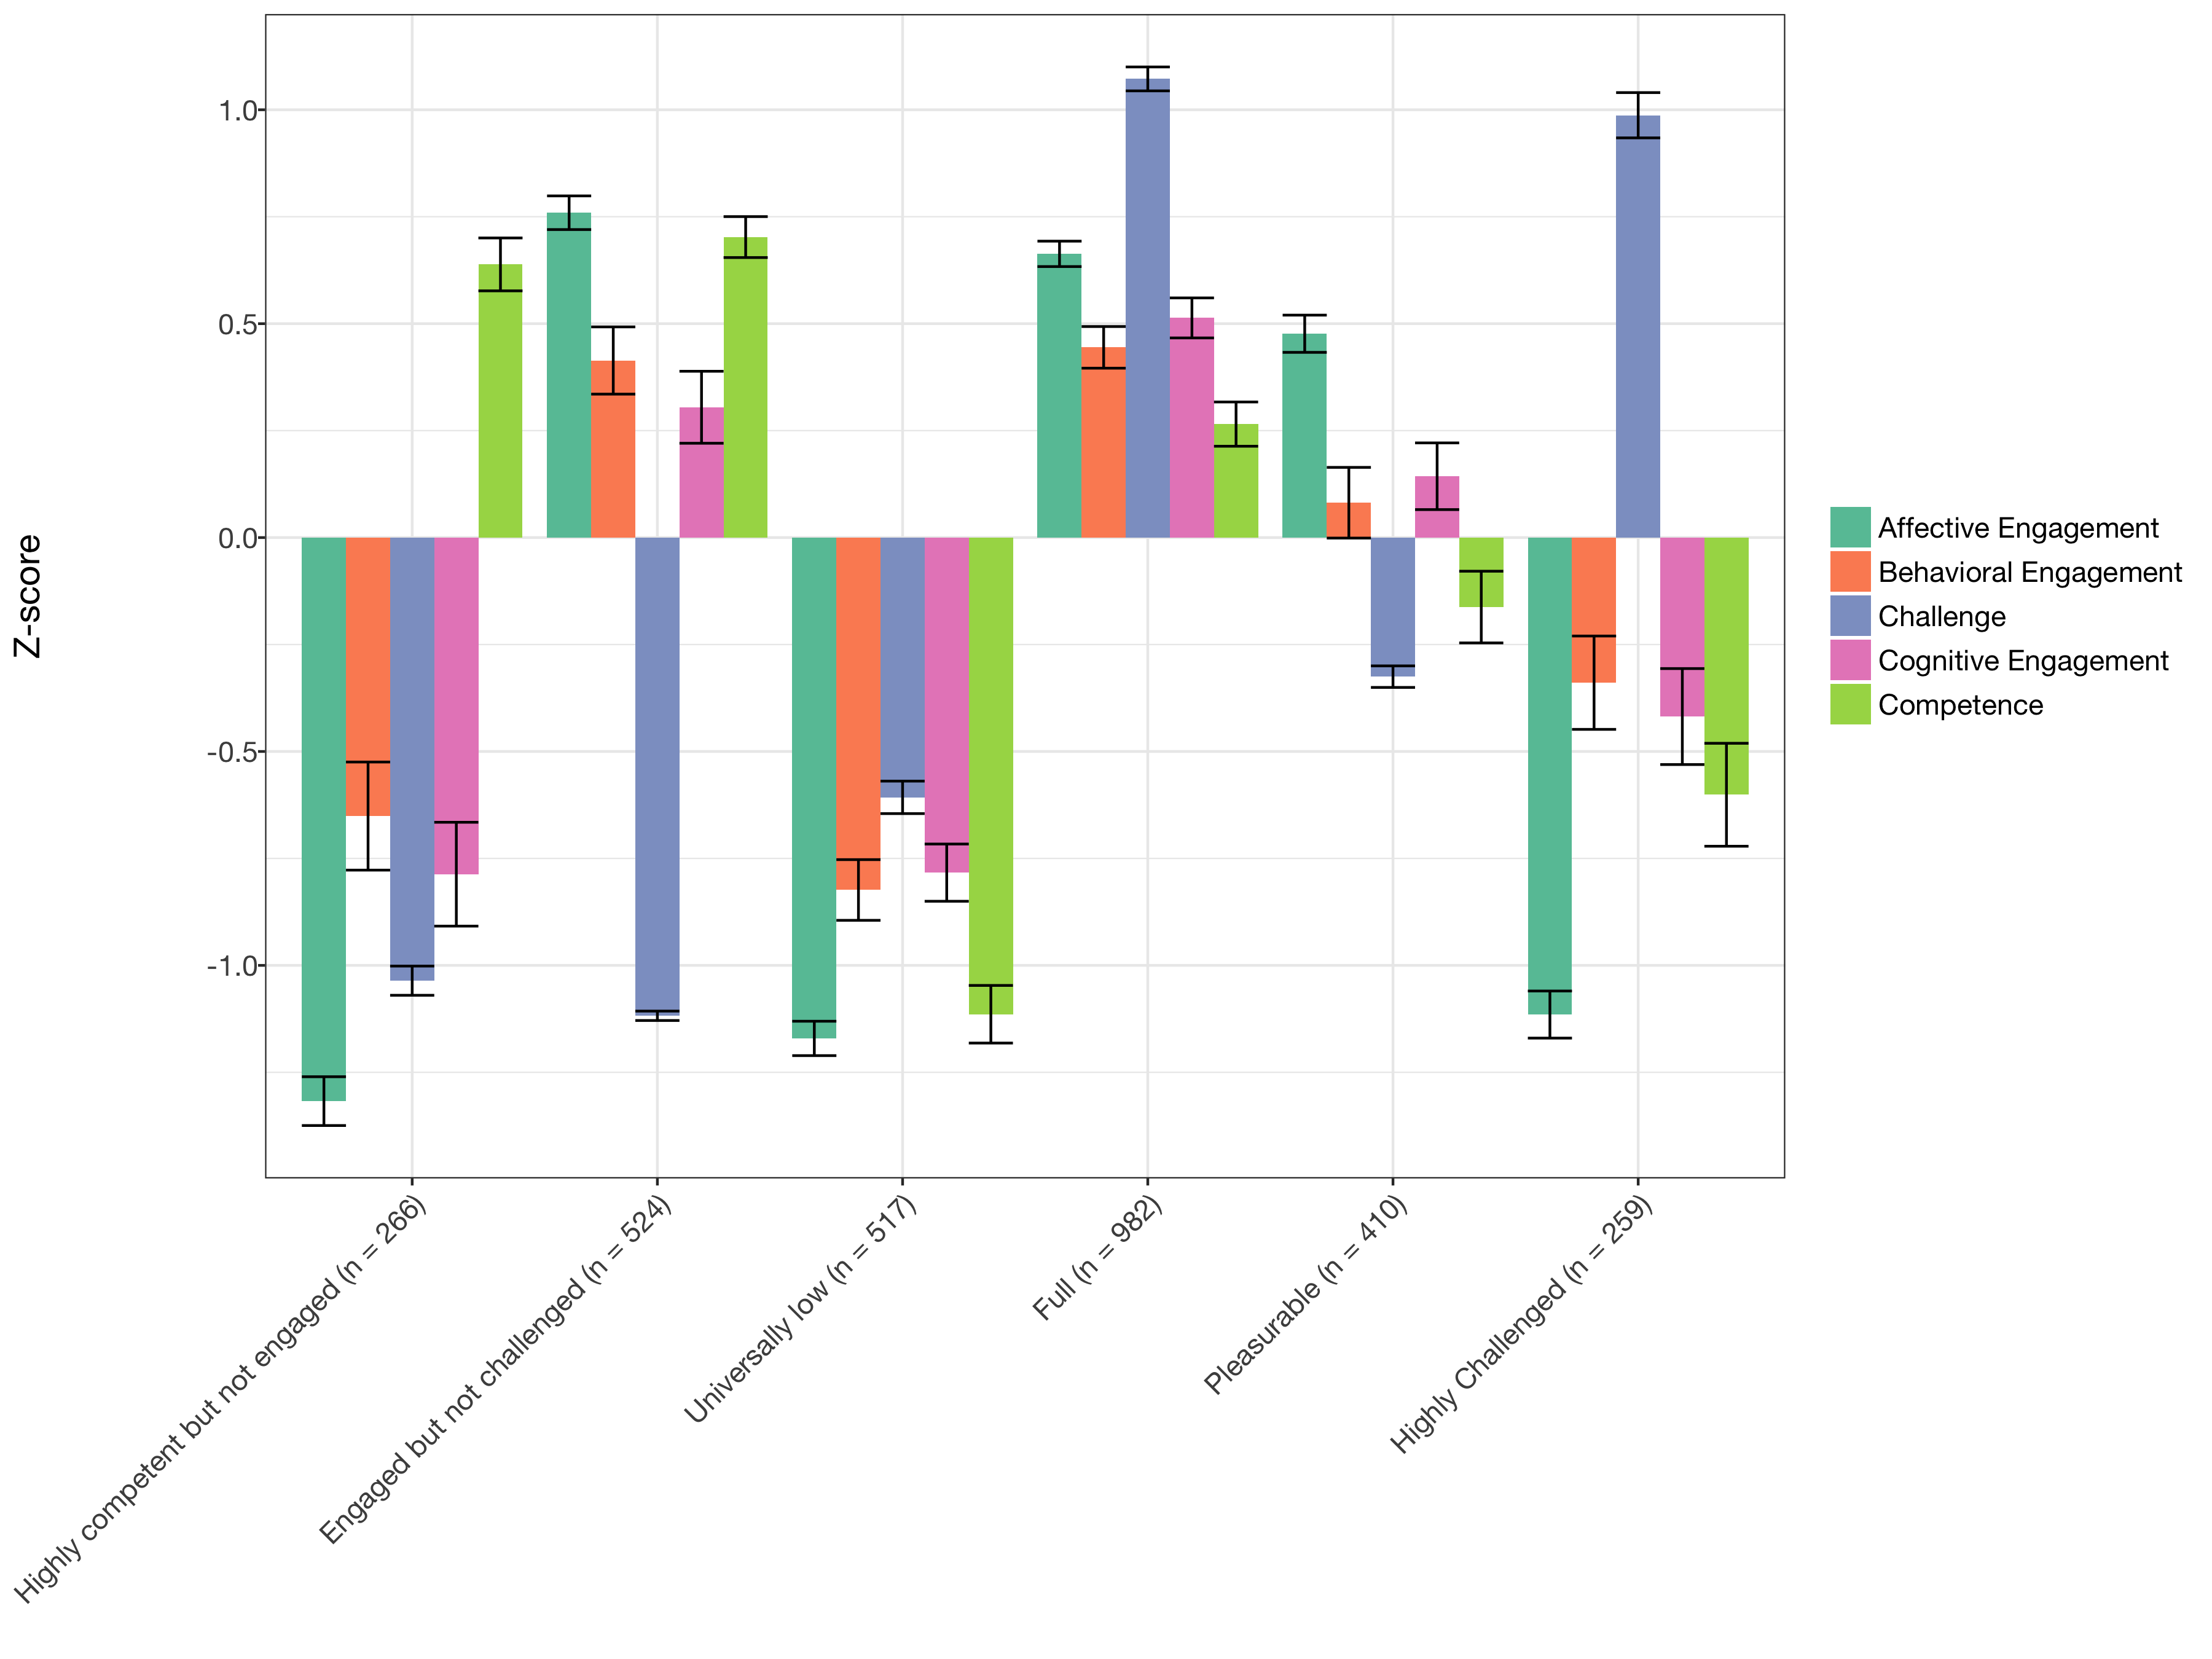 Z-score
1.0
0.5
0.0
-0.5
-1.0
Highly competent but not engaged (n = 266)
Engaged but not challenged (n = 524)
Universally low (n = 517)
Full (n = 982)
Pleasurable (n = 410)
Highly Challenged (n = 259)
Affective Engagement
Behavioral Engagement
Challenge
Cognitive Engagement
Competence